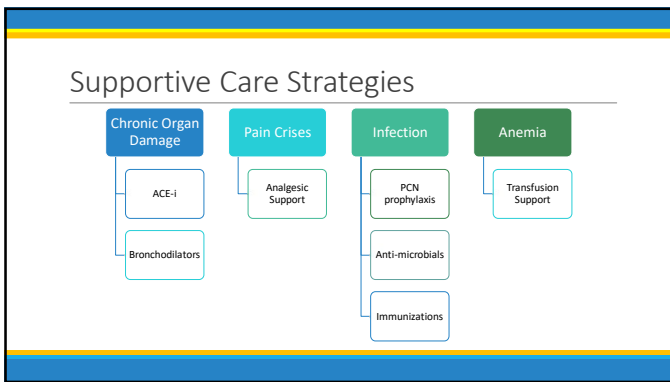 Supportive Care Strategies
Chronic Organ
Damage
ACE-i
Bronchodilators
Pain Crises
Analgesic
Support
Infection
PCN
prophylaxis
Anti-microbials
Immunizations
Anemia
Transfusion
Support